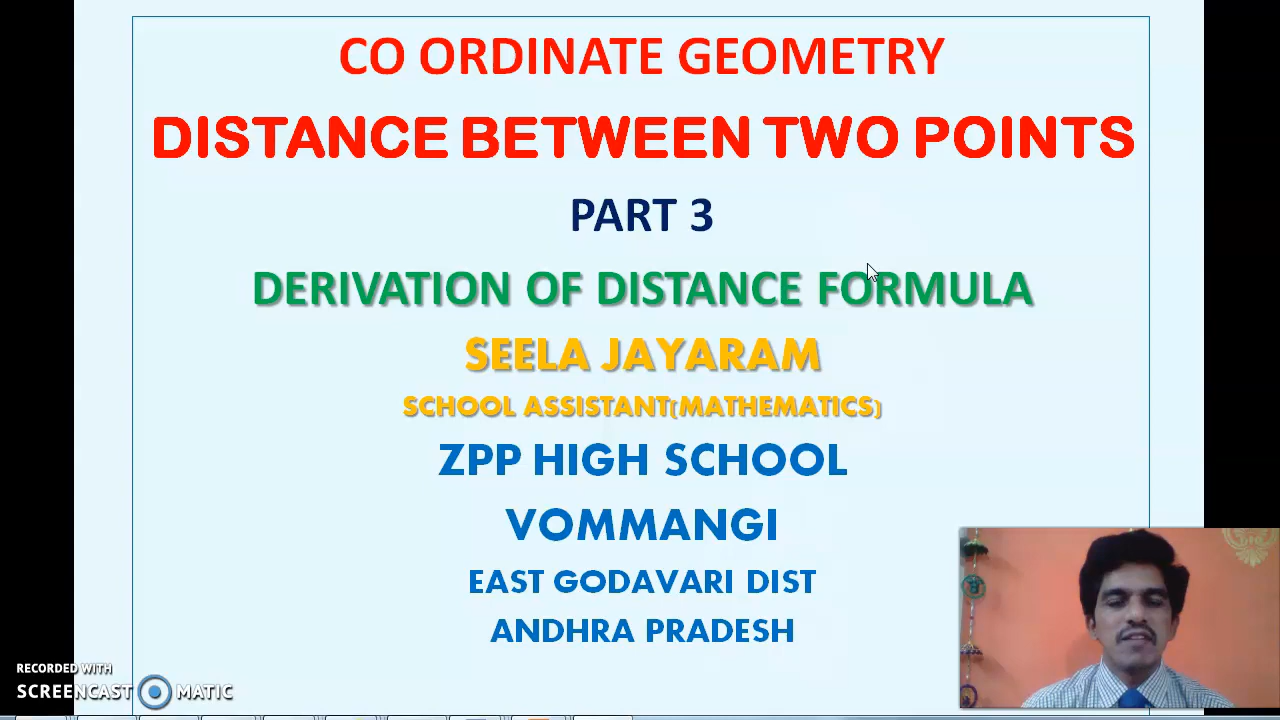 CO ORDINATE GEOMETRY
DISTANCE BETWEEN TWO POINTS
PART 3
DERIVATION OF DISTANCE FORMULA
SEELA JAYARAM
SCHOOL ASSISTANT(MATHEMATICS)
ZPP HIGH SCHOOL
VOMMANGI
EAST GODAVARI DIST
ANDHRA PRADESH
RECORDED WITH
SCREENCAST MATIC